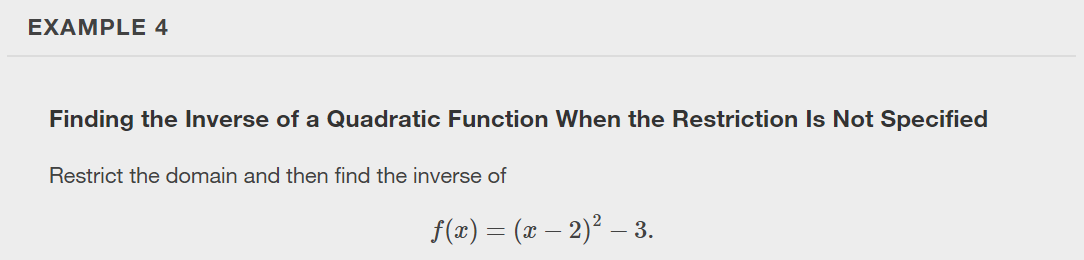 EXAMPLE 4
Finding the Inverse of a Quadratic Function When the Restriction Is Not Specified
Restrict the domain and then find the inverse of
f(x) = (x − 2)² − 3.